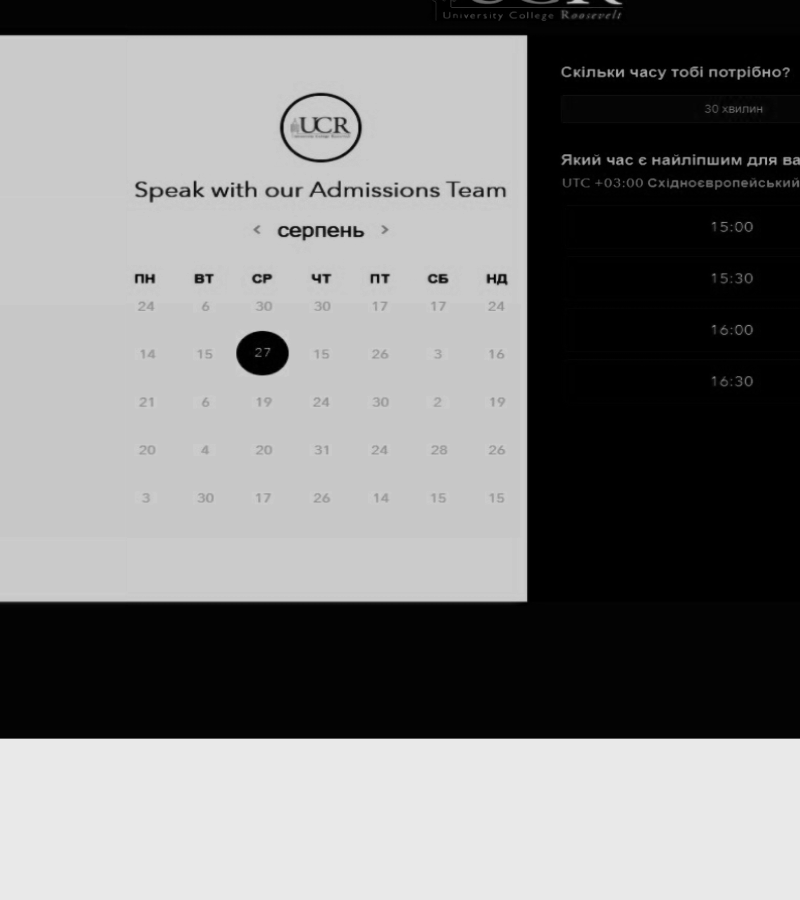 University College Roosevelt
UCR
Speak with our Admissions Team
< серпень >
ПН ВТ СР ЧТ ПТ СБ НД
24 6 30 30 17 17 24
14 15 27 15 26 3 16
21 6 19 24 30 2 19
20 4 20 31 24 28 26
3 30 17 26 14 15 15
Скільки часу тобі потрібно?
30 хвилин
Який час є найліпшим для ва
UTC +03:00 Східноєвропейський
15:00
15:30
16:00
16:30